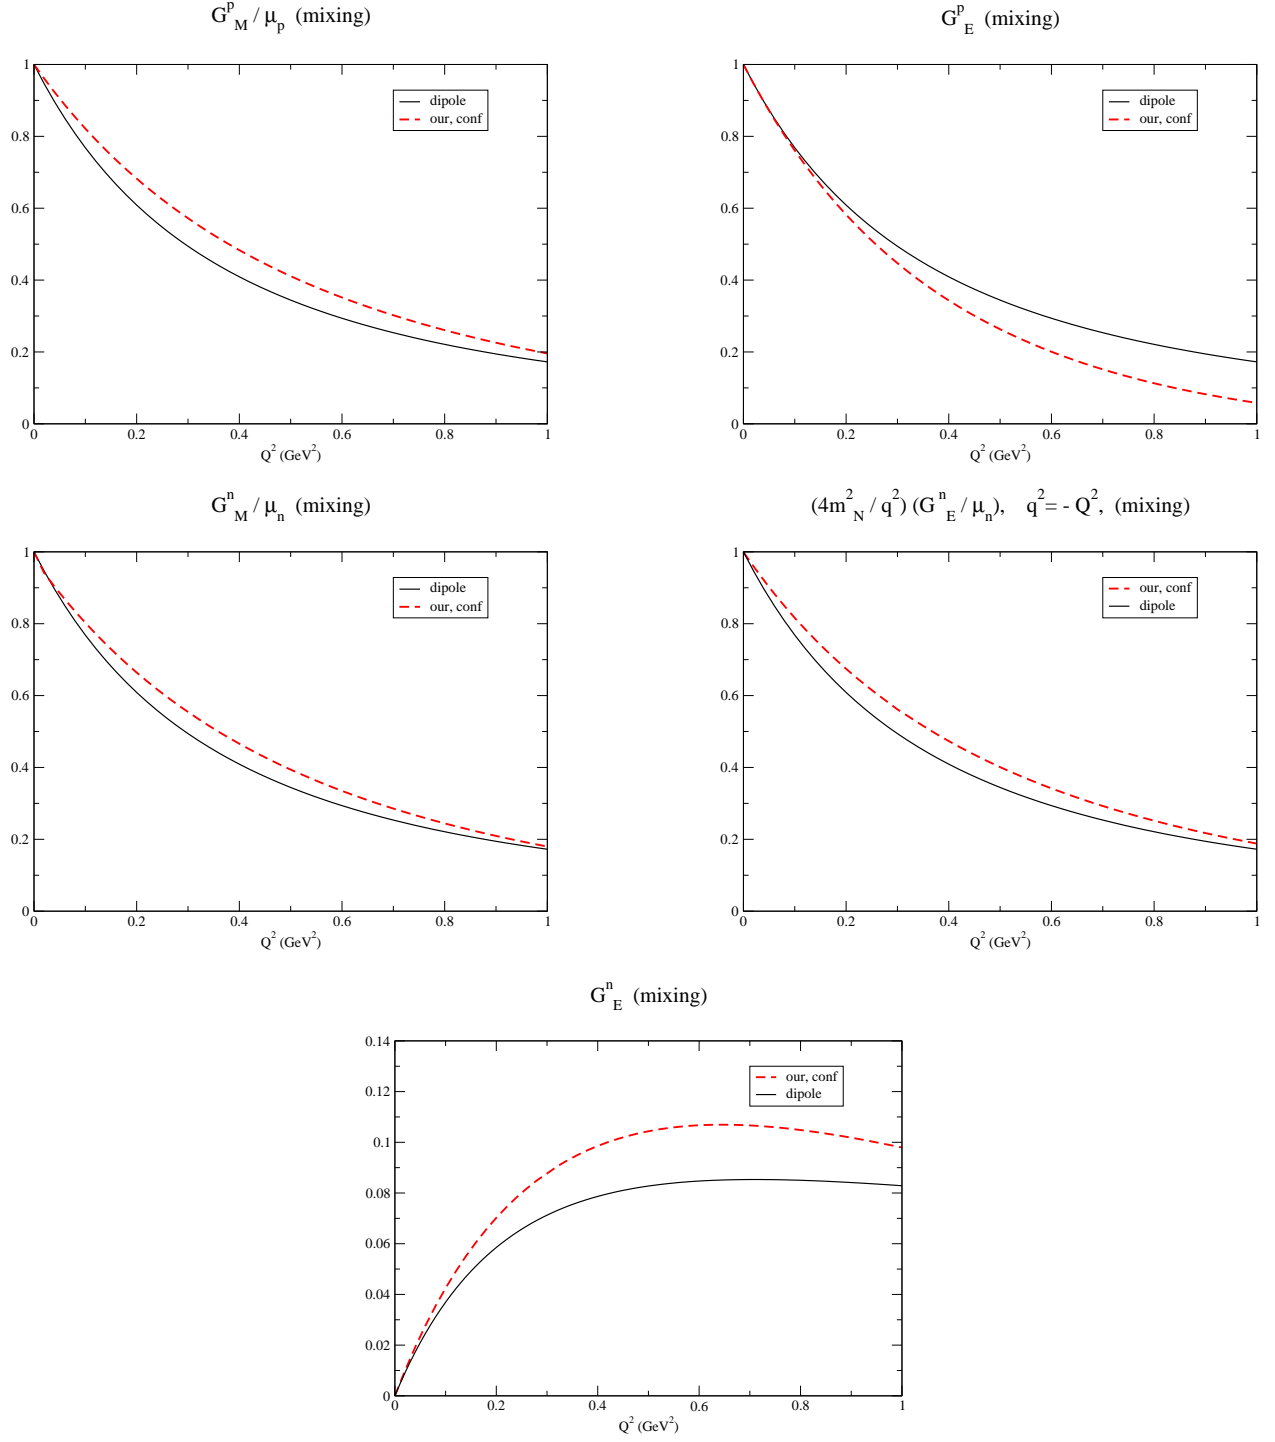 G^p_M / μ_p (mixing)
1
0.8
0.6
0.4
0.2
0
0 0.2 0.4 0.6 0.8 1
Q^2 (GeV^2)
dipole
our, conf
G^p_E (mixing)
1
0.8
0.6
0.4
0.2
0
0 0.2 0.4 0.6 0.8 1
Q^2 (GeV^2)
dipole
our, conf
G^n_M / μ_n (mixing)
1
0.8
0.6
0.4
0.2
0
0 0.2 0.4 0.6 0.8 1
Q^2 (GeV^2)
dipole
our, conf
(4m^2_N / q^2) (G^n_E / μ_n), q^2 = - Q^2, (mixing)
1
0.8
0.6
0.4
0.2
0
0 0.2 0.4 0.6 0.8 1
Q^2 (GeV^2)
our, conf
dipole
G^n_E (mixing)
0.14
0.12
0.1
0.08
0.06
0.04
0.02
0
0 0.2 0.4 0.6 0.8 1
Q^2 (GeV^2)
our, conf
dipole